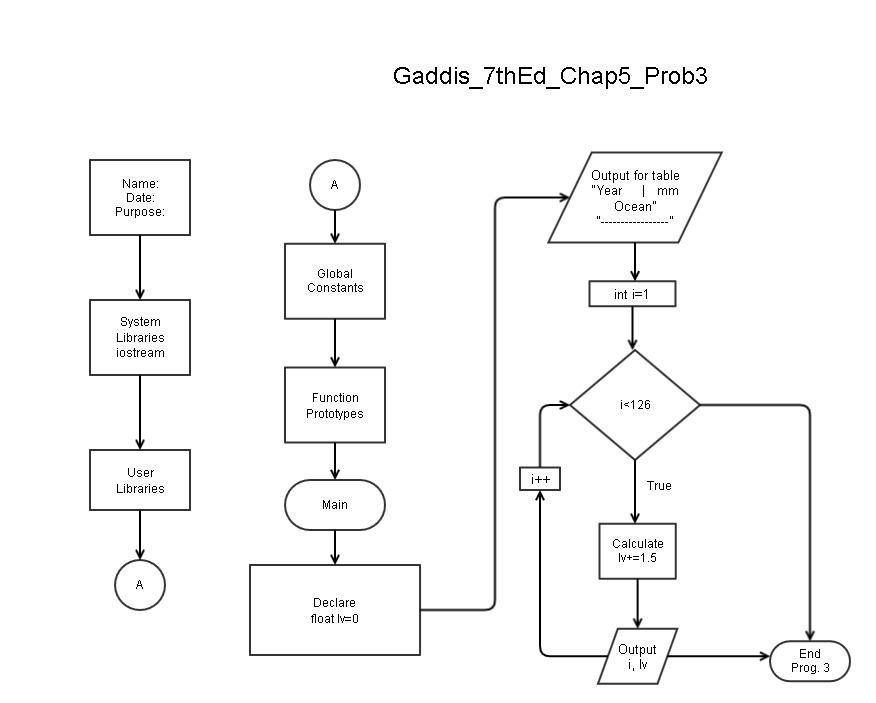 Gaddis_7thEd_Chap5_Prob3
Name:
Date:
Purpose:
System
Libraries
iostream
User
Libraries
A
A
Global
Constants
Function
Prototypes
Main
Declare
float lv=0
Output for table
"Year | mm
Ocean"
"-----------------"
int i=1
i<126
True
i++
Calculate
lv+=1.5
Output
i, lv
End
Prog. 3